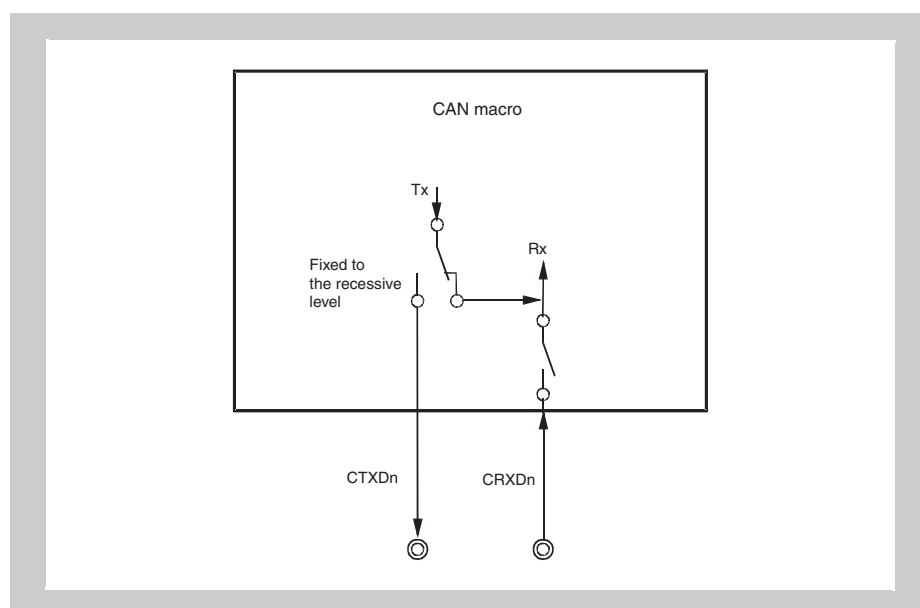 CAN macro
Tx
Rx
Fixed to
the recessive
level
CTXDn
CRXDn